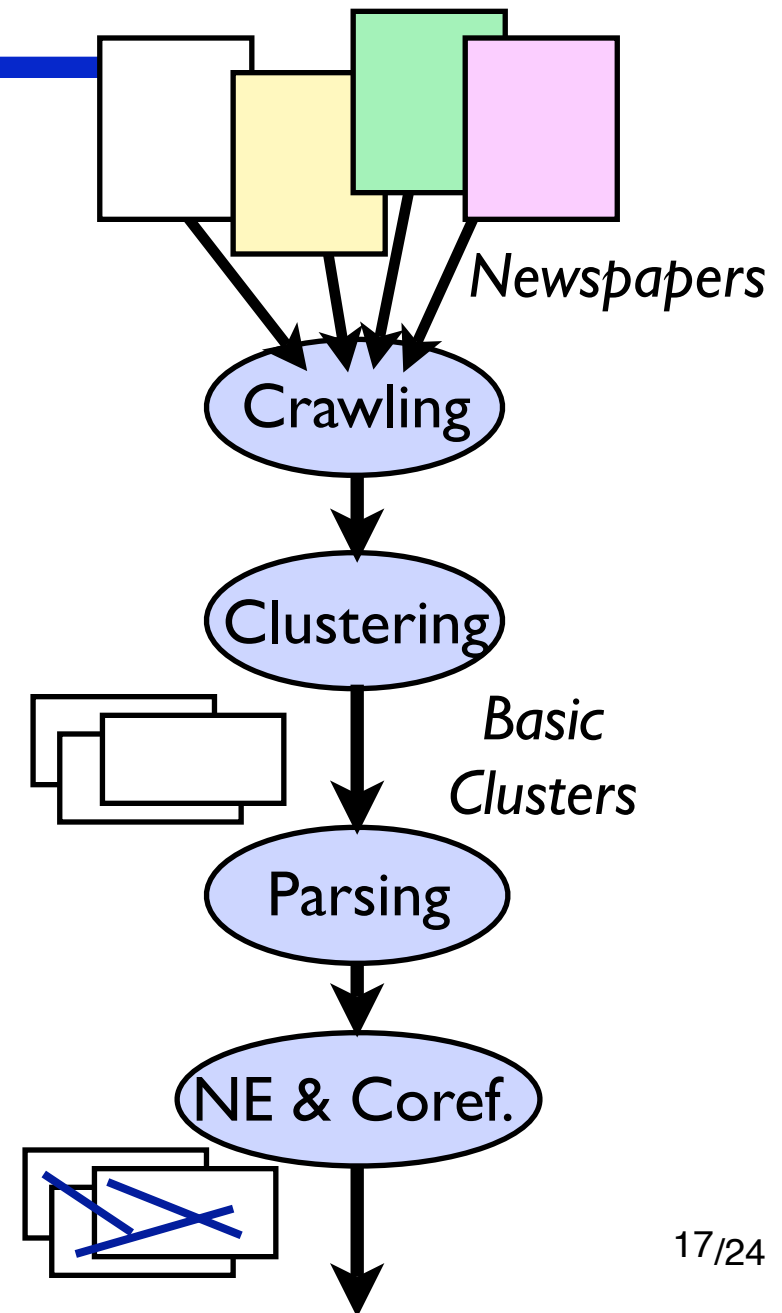 Newspapers
Crawling
Clustering
Basic
Clusters
Parsing
NE & Coref.
17/24